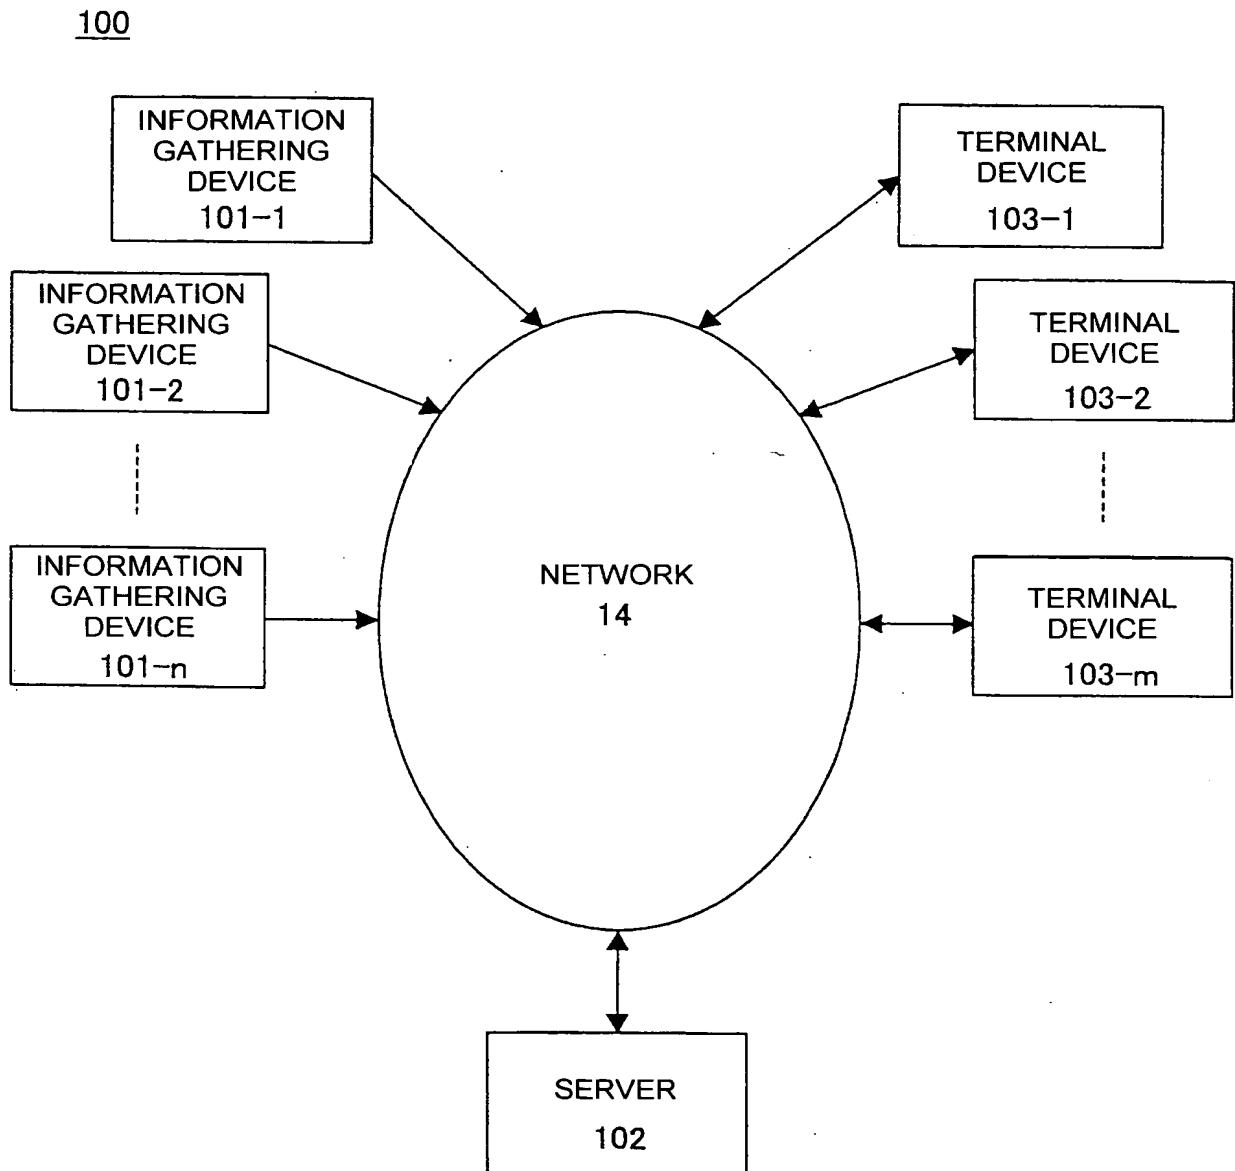 100
INFORMATION
GATHERING
DEVICE
101-1
INFORMATION
GATHERING
DEVICE
101-2
INFORMATION
GATHERING
DEVICE
101-n
TERMINAL
DEVICE
103-1
TERMINAL
DEVICE
103-2
TERMINAL
DEVICE
103-m
NETWORK
14
SERVER
102